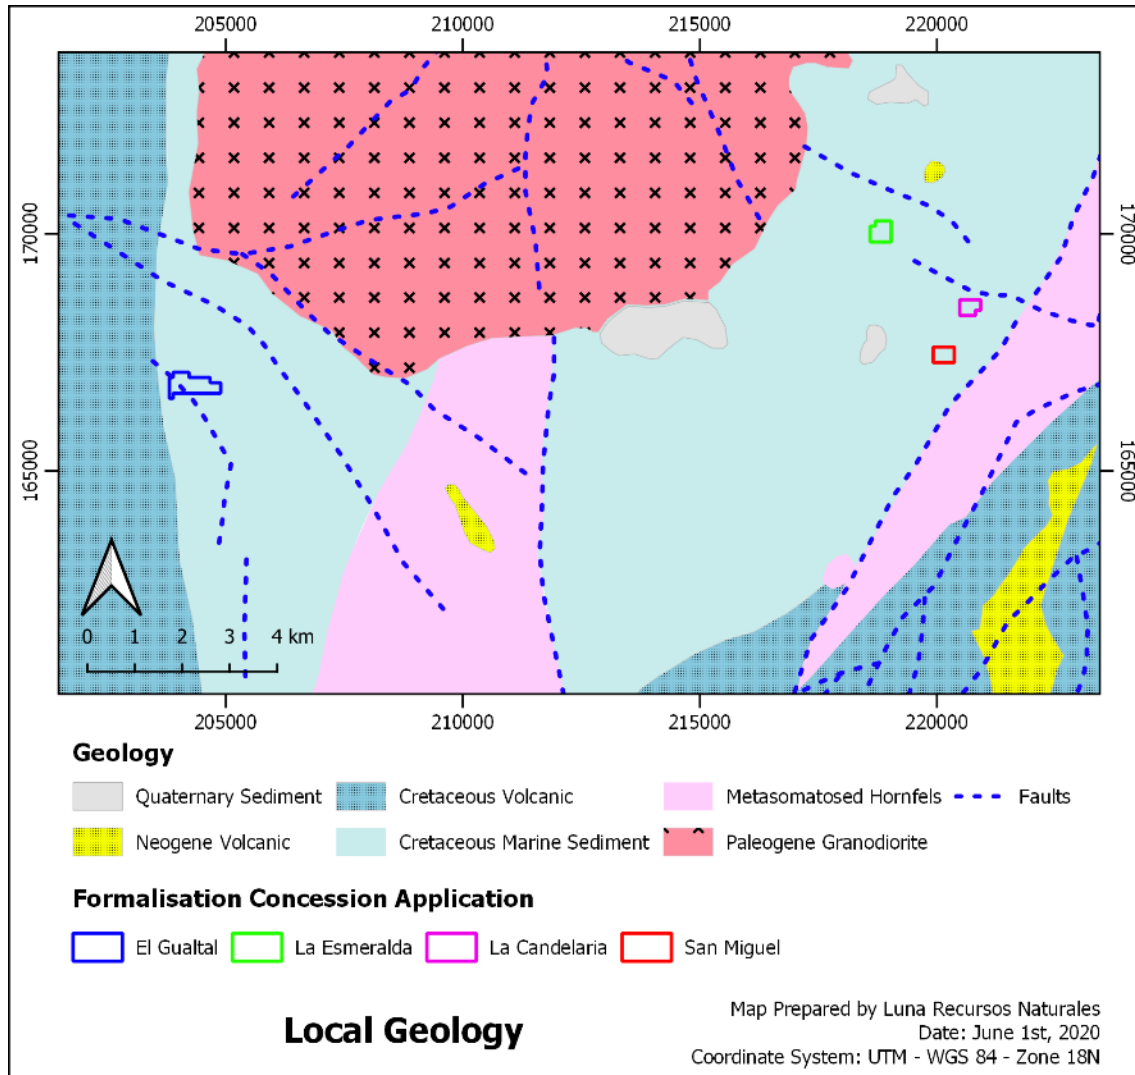 205000 210000 215000 220000
170000 170000
165000 165000
0 1 2 3 4 km
205000 210000 215000 220000
Geology
Quaternary Sediment Cretaceous Volcanic Metasomatosed Hornfels Faults
Neogene Volcanic Cretaceous Marine Sediment Paleogene Granodiorite
Formalisation Concession Application
El Gualtal La Esmeralda La Candelaria San Miguel
Local Geology
Map Prepared by Luna Recursos Naturales
Date: June 1st, 2020
Coordinate System: UTM - WGS 84 - Zone 18N